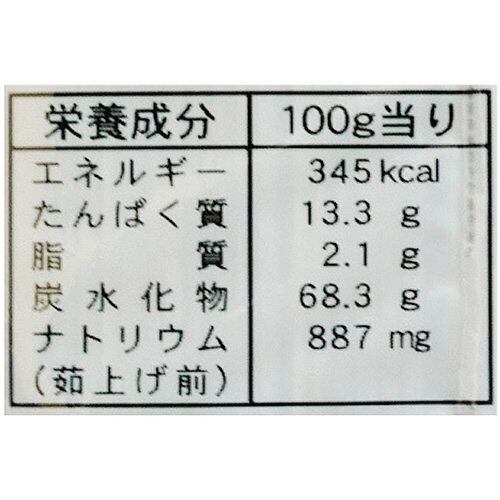 栄養成分 100g当り
エネルギー 345kcal
たんぱく質 13.3 g
脂質 2.1 g
炭水化物 68.3 g
ナトリウム 887 mg
(茹上げ前)